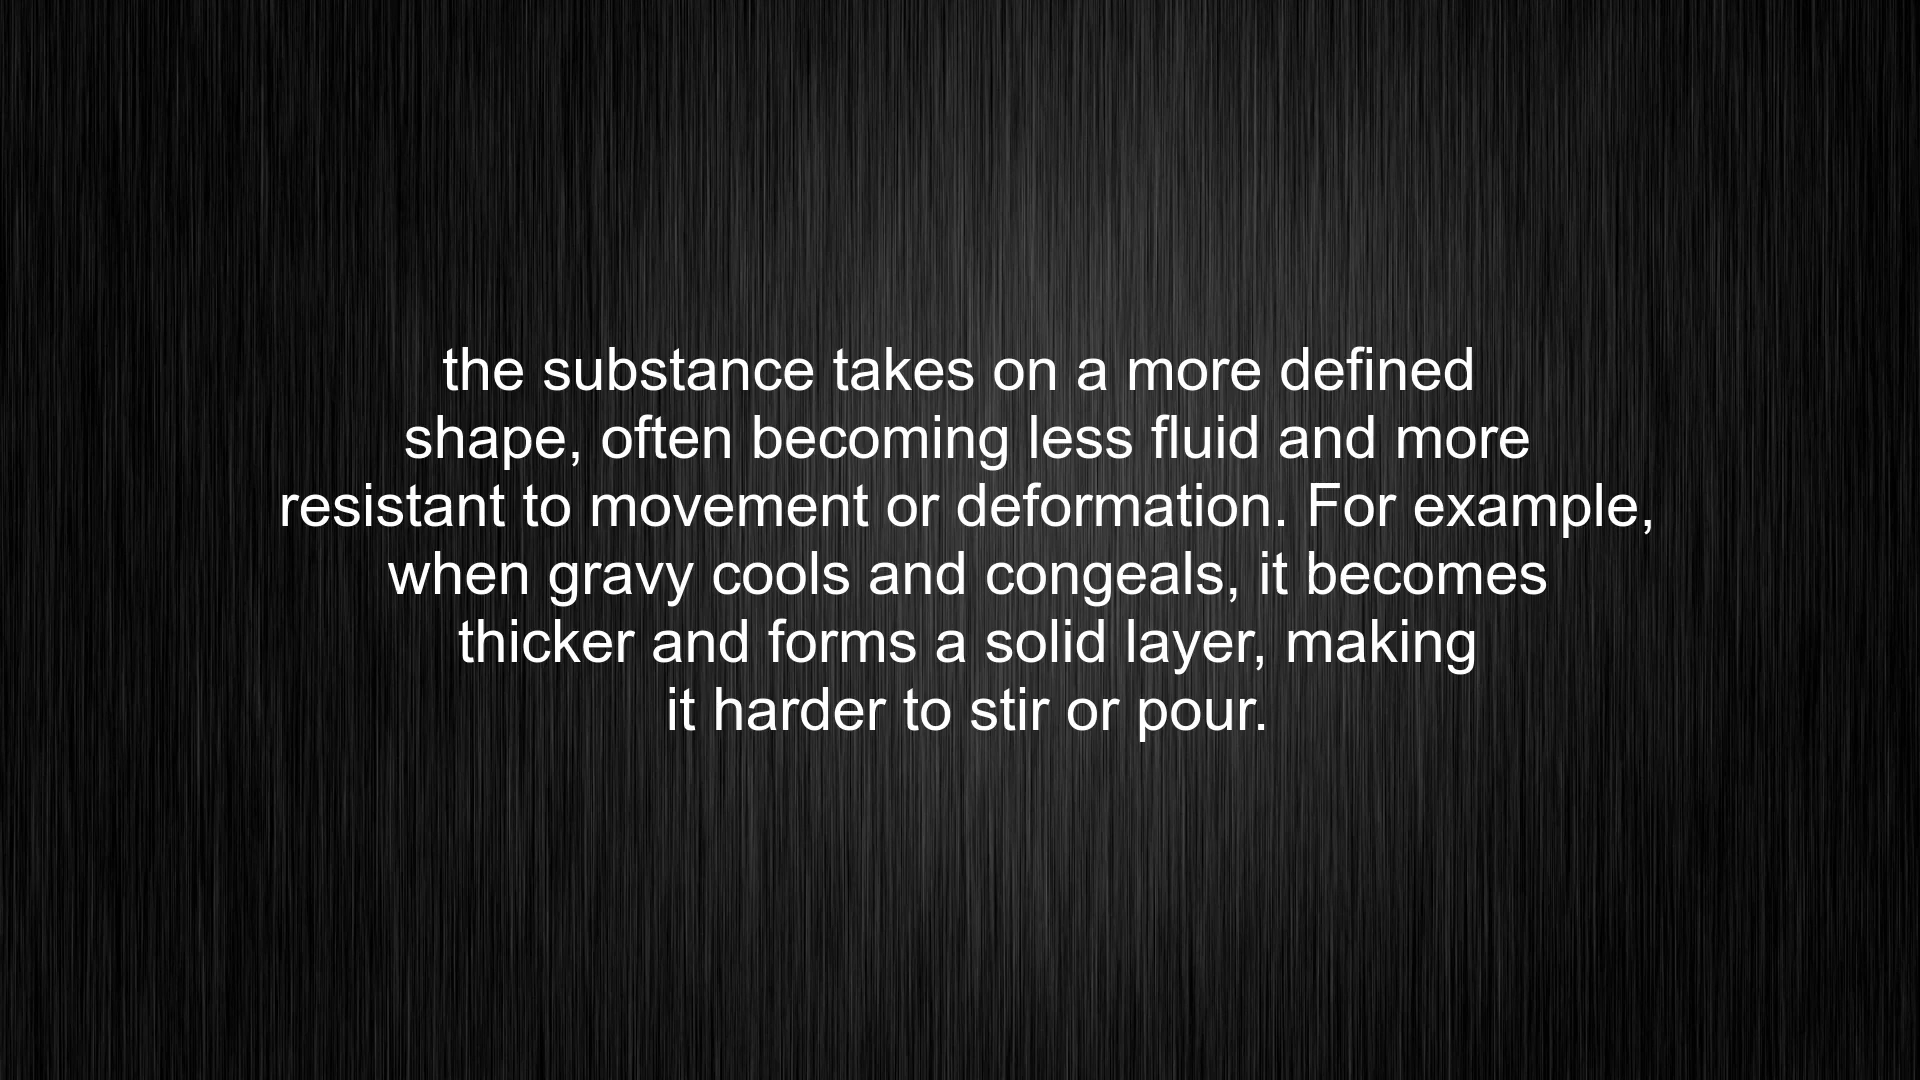 the substance takes on a more defined
shape, often becoming less fluid and more
resistant to movement or deformation. For example,
when gravy cools and congeals, it becomes
thicker and forms a solid layer, making
it harder to stir or pour.